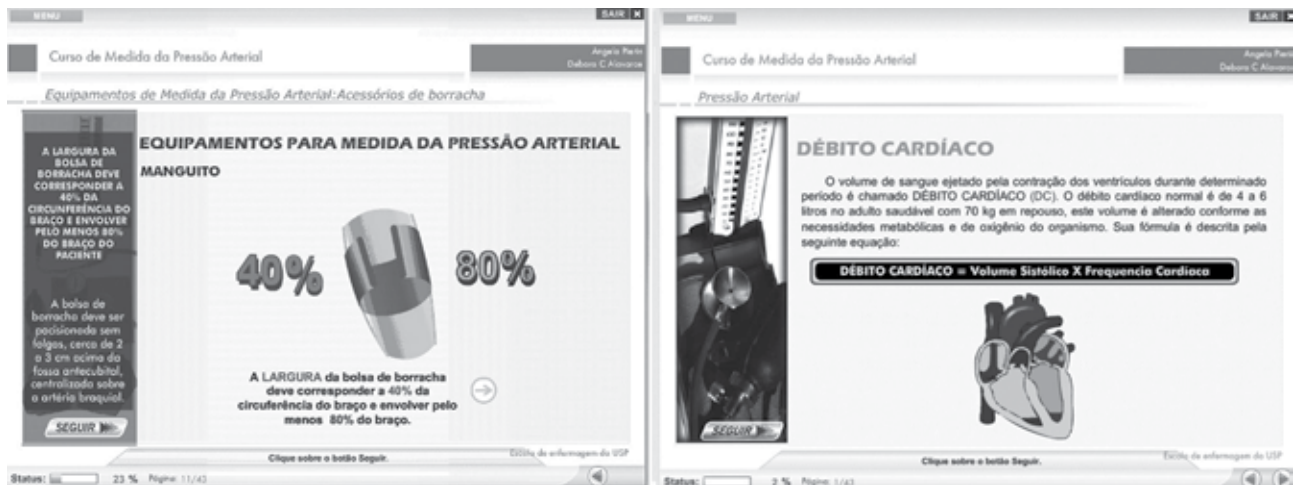 MENU
SAIR X
Curso de Medida da Pressão Arterial
Angela Pierin
Debora C Alavarce
Equipamentos de Medida da Pressão Arterial:Acessórios de borracha
A LARGURA DA
BOLSA DE
BORRACHA DEVE
CORRESPONDER A
40% DA
CIRCUNFERÊNCIA DO
BRAÇO E ENVOLVER
PELO MENOS 80%
DO BRAÇO DO
PACIENTE
A bolsa de
borracha deve ser
posicionada sem
folgas, cerca de 2
a 3 cm acima da
fossa antecubital,
centralizada sobre
a artéria braquial.
SEGUIR
EQUIPAMENTOS PARA MEDIDA DA PRESSÃO ARTERIAL
MANGUITO
40%
80%
A LARGURA da bolsa de borracha
deve corresponder a 40% da
circuferência do braço e envolver pelo
menos 80% do braço.
Escola de enfermagem da USP
Clique sobre o botão Seguir.
Status: 23 % Página: 11/43
MENU
SAIR X
Curso de Medida da Pressão Arterial
Angela Pierin
Debora C Alavarce
Pressão Arterial
DÉBITO CARDÍACO
O volume de sangue ejetado pela contração dos ventrículos durante determinado
período é chamado DÉBITO CARDÍACO (DC). O débito cardíaco normal é de 4 a 6
litros no adulto saudável com 70 kg em repouso, este volume é alterado conforme as
necessidades metabólicas e de oxigênio do organismo. Sua fórmula é descrita pela
seguinte equação:
DÉBITO CARDÍACO = Volume Sistólico X Frequencia Cardiaca
SEGUIR
Escola de enfermagem da USP
Clique sobre o botão Seguir.
Status: 2 % Página: 1/43